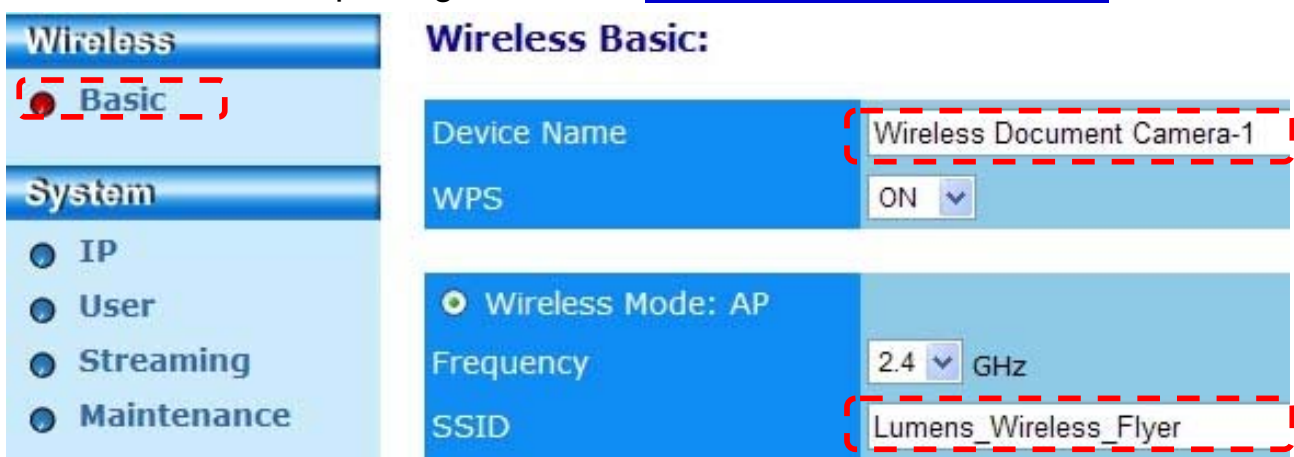 Wireless
Basic
System
IP
User
Streaming
Maintenance
Wireless Basic:
Device Name Wireless Document Camera-1
WPS ON
Wireless Mode: AP
Frequency 2.4 GHz
SSID Lumens_Wireless_Flyer